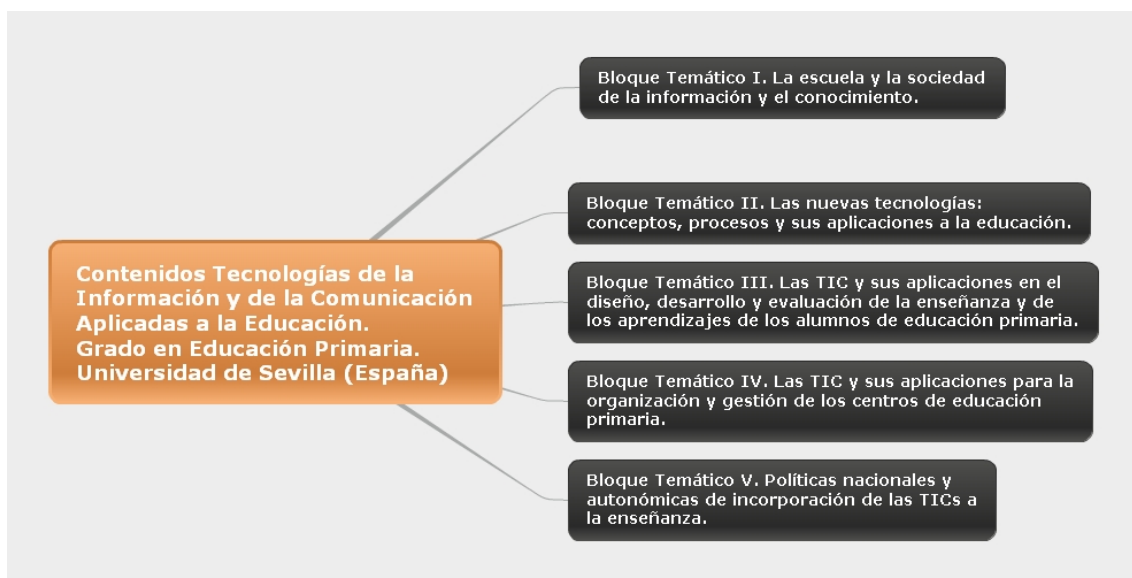 Bloque Temático I. La escuela y la sociedad
de la información y el conocimiento.
Bloque Temático II. Las nuevas tecnologías:
conceptos, procesos y sus aplicaciones a la educación.
Contenidos Tecnologías de la
Información y de la Comunicación
Aplicadas a la Educación.
Grado en Educación Primaria.
Universidad de Sevilla (España)
Bloque Temático III. Las TIC y sus aplicaciones en el
diseño, desarrollo y evaluación de la enseñanza y de
los aprendizajes de los alumnos de educación primaria.
Bloque Temático IV. Las TIC y sus aplicaciones para la
organización y gestión de los centros de educación
primaria.
Bloque Temático V. Políticas nacionales y
autonómicas de incorporación de las TICs a
la enseñanza.